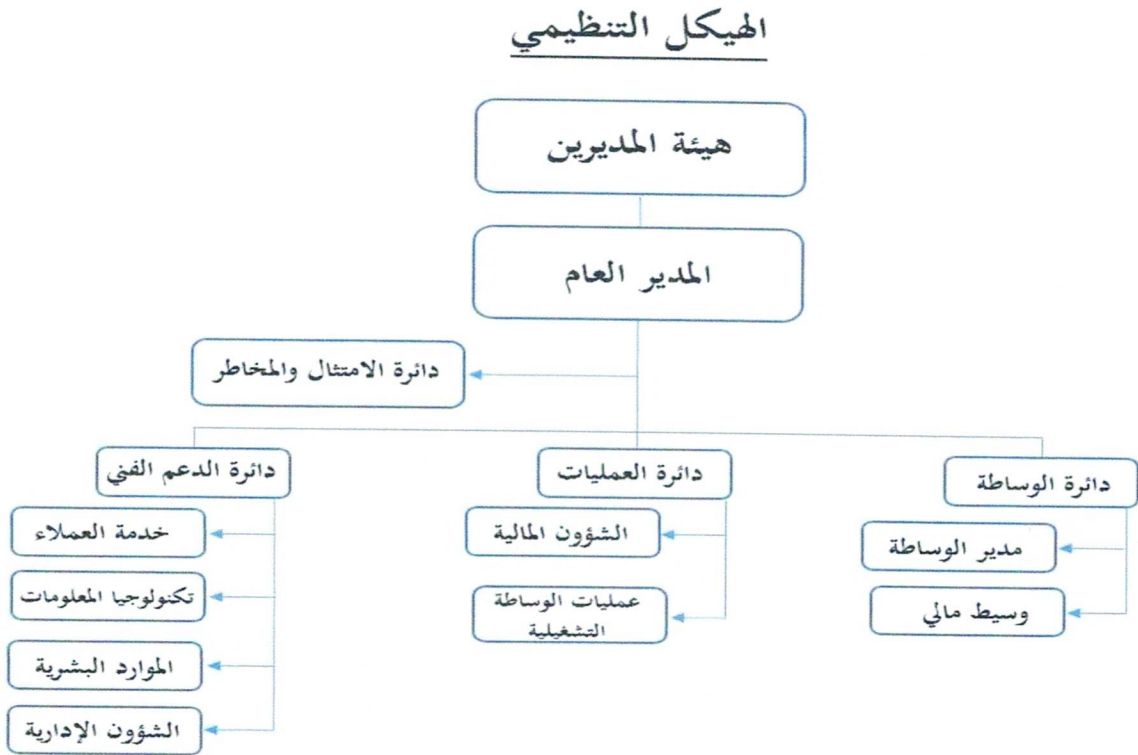 الهيكل التنظيمي
هيئة المديرين
المدير العام
دائرة الامتثال والمخاطر
دائرة الوساطة
مدير الوساطة
وسيط مالي
دائرة العمليات
الشؤون المالية
عمليات الوساطة
التشغيلية
دائرة الدعم الفني
خدمة العملاء
تكنولوجيا المعلومات
الموارد البشرية
الشؤون الإدارية